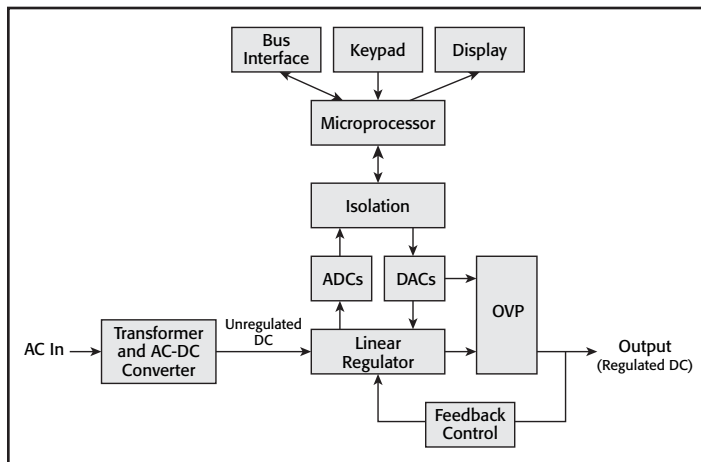 Bus
Interface
Keypad
Display
Microprocessor
Isolation
ADCs
DACs
OVP
AC In
Transformer
and AC-DC
Converter
Unregulated
DC
Linear
Regulator
Output
(Regulated DC)
Feedback
Control